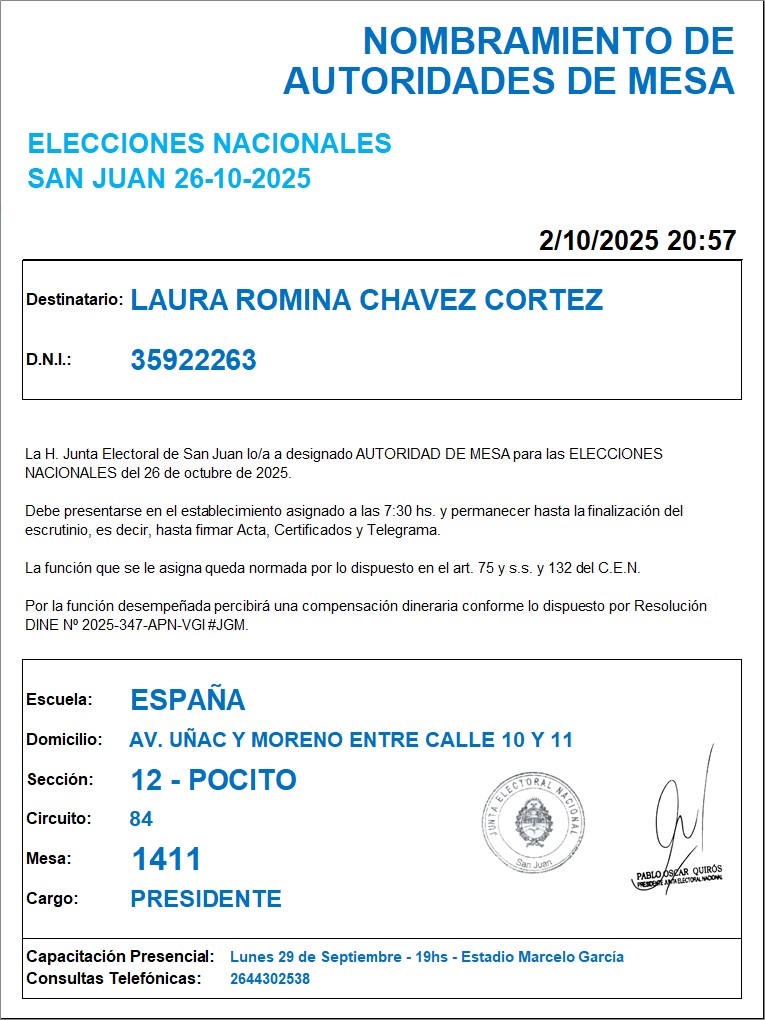 NOMBRAMIENTO DE
AUTORIDADES DE MESA
ELECCIONES NACIONALES
SAN JUAN 26-10-2025
2/10/2025 20:57
Destinatario: LAURA ROMINA CHAVEZ CORTEZ
D.N.I.: 35922263
La H. Junta Electoral de San Juan lo/a a designado AUTORIDAD DE MESA para las ELECCIONES
NACIONALES del 26 de octubre de 2025.
Debe presentarse en el establecimiento asignado a las 7:30 hs. y permanecer hasta la finalización del
escrutinio, es decir, hasta firmar Acta, Certificados y Telegrama.
La función que se le asigna queda normada por lo dispuesto en el art. 75 y s.s. y 132 del C.E.N.
Por la función desempeñada percibirá una compensación dineraria conforme lo dispuesto por Resolución
DINE Nº 2025-347-APN-VGI#JGM.
Escuela: ESPAÑA
Domicilio: AV. UÑAC Y MORENO ENTRE CALLE 10 Y 11
Sección: 12 - POCITO
Circuito: 84
Mesa: 1411
Cargo: PRESIDENTE
JUNTA ELECTORAL NACIONAL
San Juan
PABLO OSCAR QUIRÓS
PRESIDENTE JUNTA ELECTORAL NACIONAL
Capacitación Presencial: Lunes 29 de Septiembre - 19hs - Estadio Marcelo García
Consultas Telefónicas: 2644302538